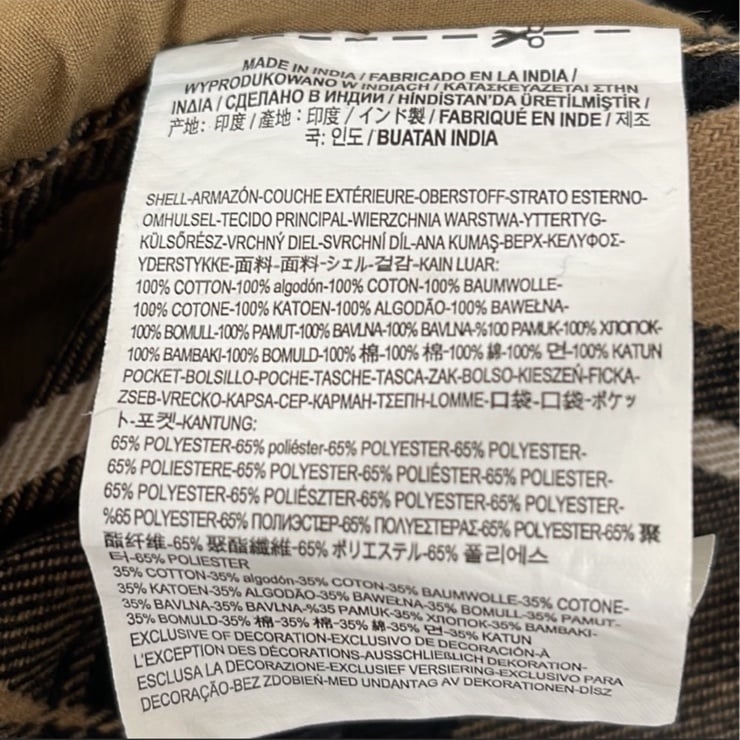 MADE IN INDIA / FABRICADO EN LA INDIA /
WYPRODUKOWANO W INDIACH / ΚΑΤΑΣΚΕΥΑΖΕΤΑΙ ΣΤΗΝ
ΙΝΔΙΑ / СДЕЛАНО В ИНДИИ / HİNDİSTAN'DA ÜRETİLMİŞTİR /
产地: 印度 / 產地 : 印度 / インド製 / FABRIQUÉ EN INDE / 제조
국: 인도 / BUATAN INDIA
SHELL-ARMAZÓN-COUCHE EXTÉRIEURE-OBERSTOFF-STRATO ESTERNO-
OMHULSEL-TECIDO PRINCIPAL-WIERZCHNIA WARSTWA-YTTERTYG-
KÜLSŐRÉSZ-VRCHNÝ DIEL-SVRCHNÍ DÍL-ANA KUMAŞ-ВЕРХ-ΚΕΛΥΦΟΣ-
YDERSTYKKE-面料-面料-シェル-겉감-KAIN LUAR:
100% COTTON-100% algodón-100% COTON-100% BAUMWOLLE-
100% COTONE-100% KATOEN-100% ALGODÃO-100% BAWEŁNA-
100% BOMULL-100% PAMUT-100% BAVLNA-100% BAVLNA-%100 PAMUK-100% ХЛОПОК-
100% ΒΑΜΒΑΚΙ-100% BOMULD-100% 棉-100% 棉-100% 綿-100% 면-100% KATUN
POCKET-BOLSILLO-POCHE-TASCHE-TASCA-ZAK-BOLSO-KIESZEŃ-FICKA-
ZSEB-VRECKO-KAPSA-CEP-КАРМАН-ΤΣΕΠΗ-LOMME-口袋-口袋-ポケッ
ト-포켓-KANTUNG:
65% POLYESTER-65% poliéster-65% POLYESTER-65% POLYESTER-
65% POLIESTERE-65% POLYESTER-65% POLIÉSTER-65% POLIESTER-
65% POLYESTER-65% POLIÉSZTER-65% POLYESTER-65% POLYESTER-
%65 POLYESTER-65% ПОЛИЭСТЕР-65% ΠΟΛΥΕΣΤΕΡΑΣ-65% POLYESTER-65% 聚
酯纤维-65% 聚酯纖維-65% ポリエステル-65% 폴리에스
터-65% POLIESTER
35% COTTON-35% algodón-35% COTON-35% BAUMWOLLE-35% COTONE-
35% KATOEN-35% ALGODÃO-35% BAWEŁNA-35% BOMULL-35% PAMUT-
35% BAVLNA-35% BAVLNA-%35 PAMUK-35% ХЛОПОК-35% ΒΑΜΒΑΚΙ-
35% BOMULD-35% 棉-35% 棉-35% 綿-35% 면-35% KATUN
EXCLUSIVE OF DECORATION-EXCLUSIVO DE DECORACIÓN-À
L'EXCEPTION DES DÉCORATIONS-AUSSCHLIEßLICH DEKORATION-
ESCLUSA LA DECORAZIONE-EXCLUSIEF VERSIERING-EXCLUSIVO PARA
DECORAÇÃO-BEZ ZDOBIEŃ-MED UNDANTAG AV DEKORATIONEN-DÍSZ